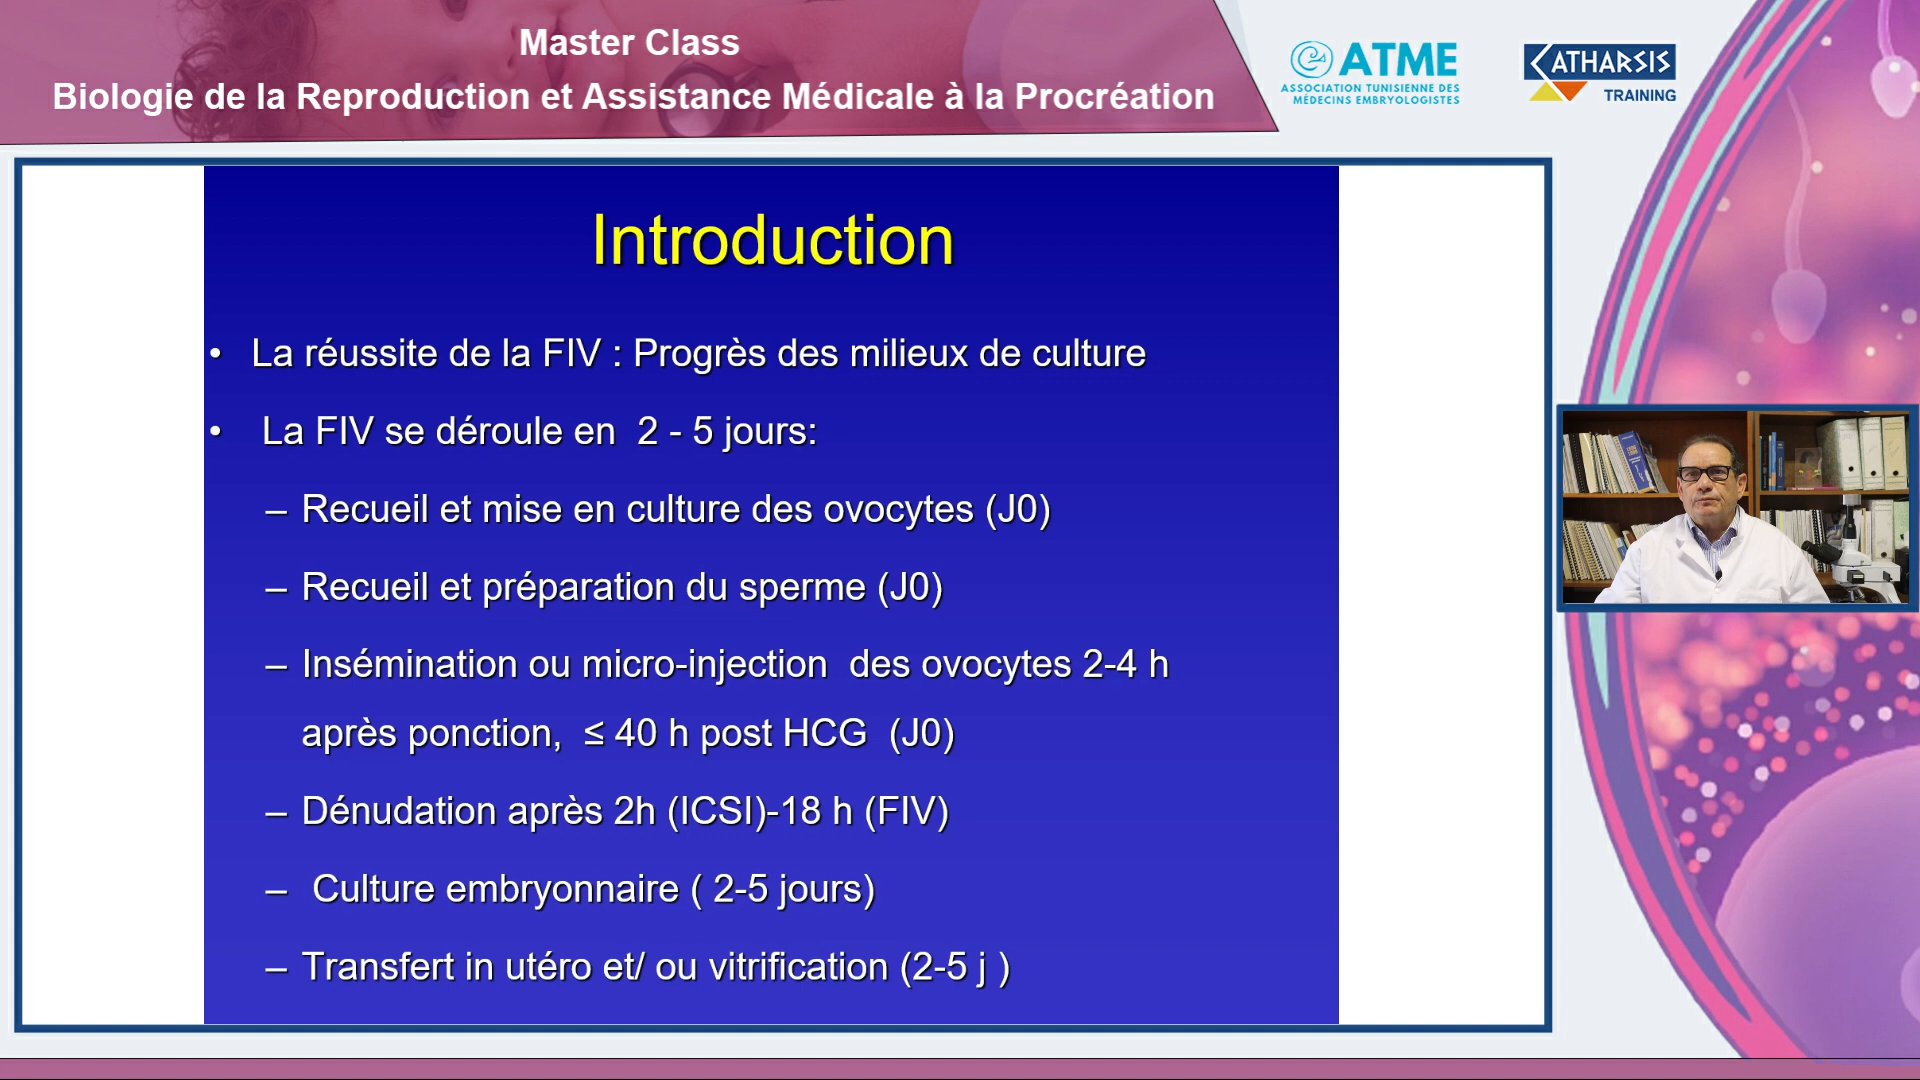 Master Class
Biologie de la Reproduction et Assistance Médicale à la Procréation
ATME
ASSOCIATION TUNISIENNE DES
MÉDECINS EMBRYOLOGISTES
KATHARSIS
TRAINING
Introduction
• La réussite de la FIV : Progrès des milieux de culture
• La FIV se déroule en 2 - 5 jours:
– Recueil et mise en culture des ovocytes (J0)
– Recueil et préparation du sperme (J0)
– Insémination ou micro-injection des ovocytes 2-4 h
après ponction, ≤ 40 h post HCG (J0)
– Dénudation après 2h (ICSI)-18 h (FIV)
– Culture embryonnaire ( 2-5 jours)
– Transfert in utéro et/ ou vitrification (2-5 j )